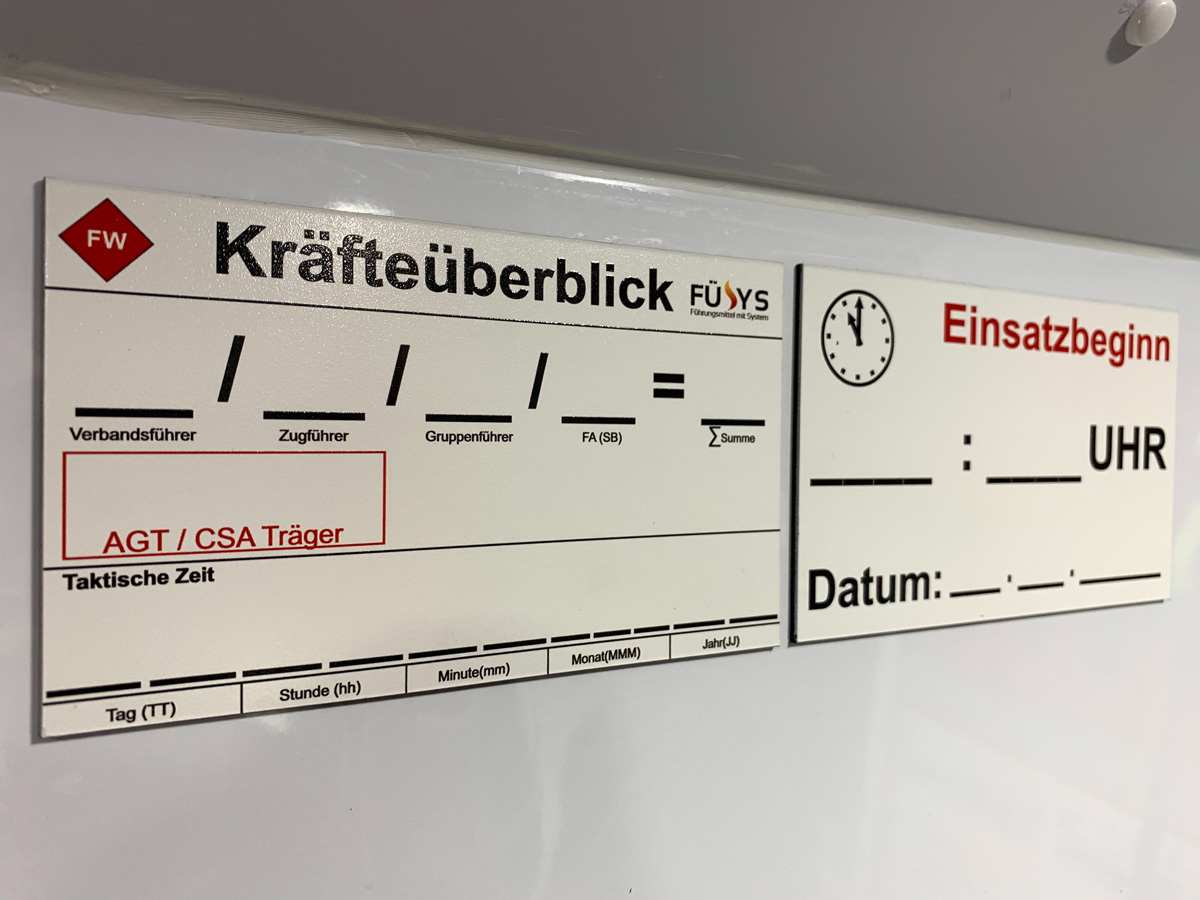 FW
Kräfteüberblick
FÜSYS
Führungsmittel mit System
/ / / =
Verbandsführer Zugführer Gruppenführer FA (SB) ∑Summe
AGT / CSA Träger
Taktische Zeit
Tag (TT) Stunde (hh) Minute(mm) Monat(MMM) Jahr(JJ)
Einsatzbeginn
: UHR
Datum: . .